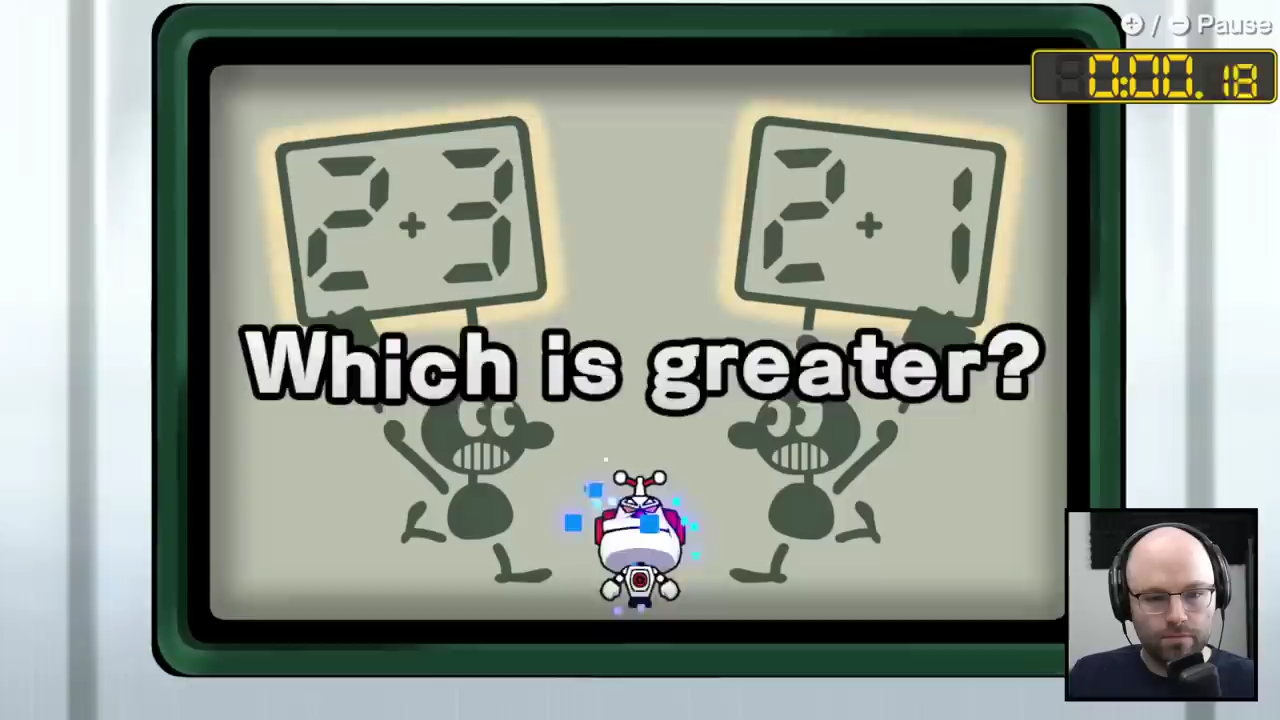 + / - Pause
0:00.18
2+3
2+1
Which is greater?